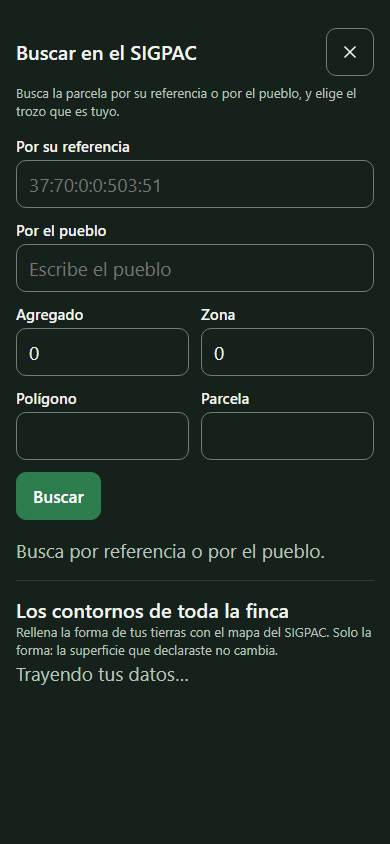 Buscar en el SIGPAC
Busca la parcela por su referencia o por el pueblo, y elige el
trozo que es tuyo.
Por su referencia
37:70:0:0:503:51
Por el pueblo
Escribe el pueblo
Agregado
Zona
0
0
Polígono
Parcela
Buscar
Busca por referencia o por el pueblo.
Los contornos de toda la finca
Rellena la forma de tus tierras con el mapa del SIGPAC. Solo la
forma: la superficie que declaraste no cambia.
Trayendo tus datos...